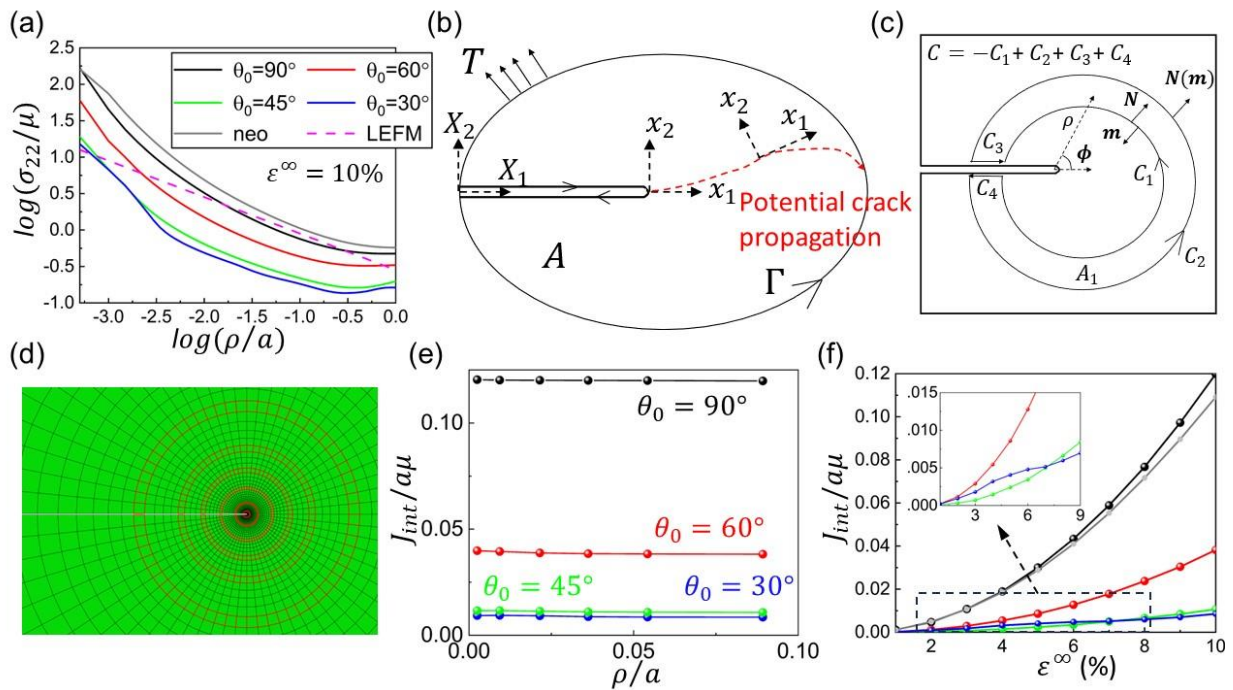 (a)
log(σ22/μ)
2.5
2.0
1.5
1.0
0.5
0.0
-0.5
-1.0
θ0=90° θ0=60°
θ0=45° θ0=30°
neo LEFM
ε∞ = 10%
-3.0 -2.5 -2.0 -1.5 -1.0 -0.5 0.0
log(ρ/a)
(b)
T
X2
X1
x2
x1
x2
x1
Potential crack
propagation
A
Γ
(c)
C = −C1+ C2+ C3+ C4
N(m)
N
ρ
m
C3
ϕ
C4
C1
C2
A1
(d)
(e)
Jint/aμ
0.10
0.05
0.00
θ0 = 90°
θ0 = 60°
θ0 = 45° θ0 = 30°
0.00 0.05 0.10
ρ/a
(f)
Jint/aμ
0.12
0.10
0.08
0.06
0.04
0.02
0.00
.015
.010
.005
.000
3 6 9
2 4 6 8 10
ε∞ (%)